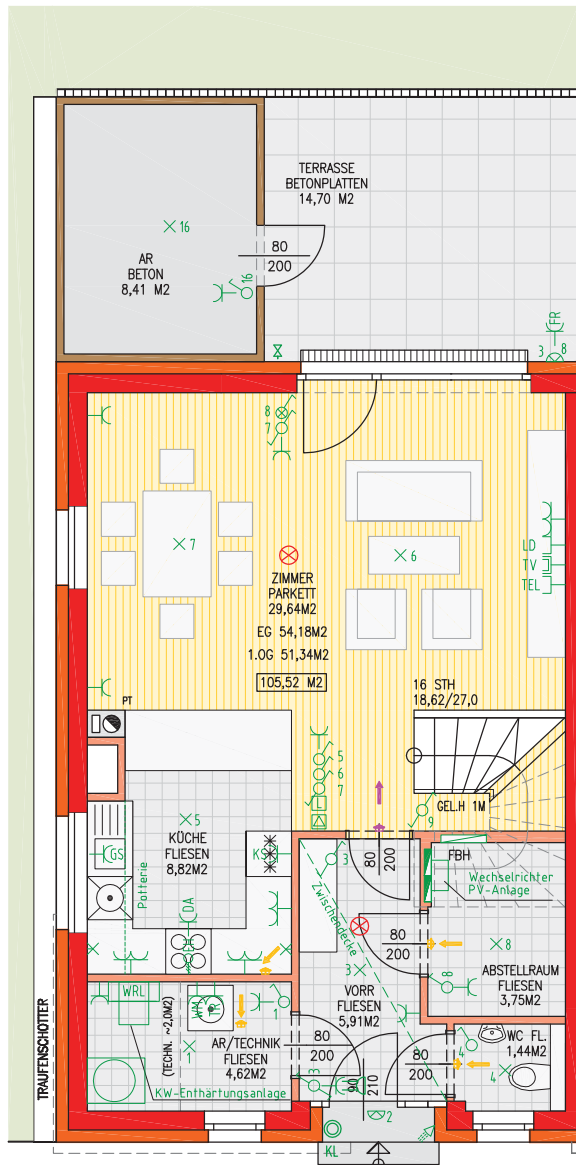 TERRASSE
BETONPLATTEN
14,70 M2
16
AR
BETON
8,41 M2
80
200
16
FR
3 8
8
7
7
6
LD
TV
TEL
ZIMMER
PARKETT
29,64M2
EG 54,18M2
1.OG 51,34M2
105,52 M2
PT
16 STH
18,62/27,0
5
6
7
L
9
GEL.H 1M
5
KÜCHE
FLIESEN
8,82M2
GS
KS
Potterie
DA
80
200
3
FBH
Wechselrichter
PV-Anlage
Zwischendecke
80
200
8
8
ABSTELLRAUM
FLIESEN
3,75M2
3
VORR
FLIESEN
5,91M2
TRAUFENSCHOTTER
WRL
(TECHN. ~2,0M2)
WM
1
1
AR/TECHNIK
FLIESEN
4,62M2
KW-Enthärtungsanlage
80
200
3
90
210
80
200
4
WC FL.
1,44M2
4
2
KL